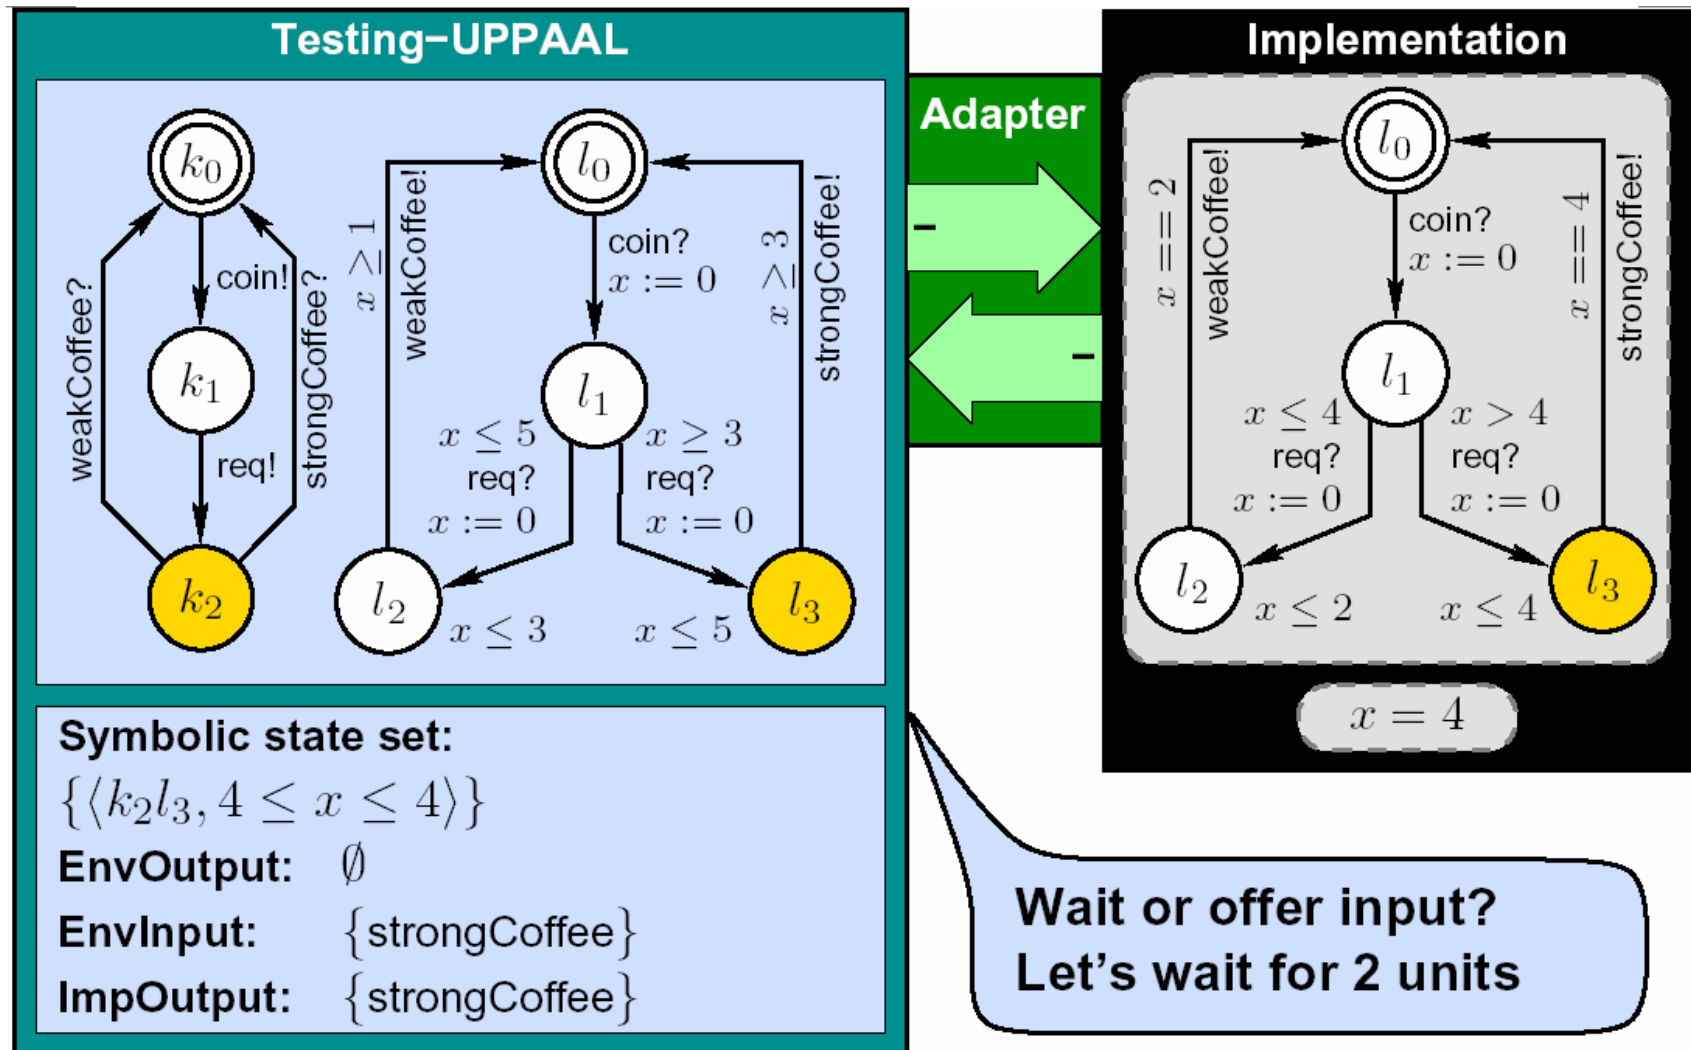 Testing–UPPAAL
k₀
coin!
k₁
req!
k₂
weakCoffee?
strongCoffee?
l₀
x ≥ 1
weakCoffee!
coin?
x := 0
x ≥ 3
strongCoffee!
l₁
x ≤ 5
req?
x := 0
x ≥ 3
req?
x := 0
l₂
x ≤ 3
l₃
x ≤ 5
Symbolic state set:
{⟨k₂l₃, 4 ≤ x ≤ 4⟩}
EnvOutput: ∅
EnvInput: {strongCoffee}
ImpOutput: {strongCoffee}
Adapter
–
–
Implementation
l₀
x == 2
weakCoffee!
coin?
x := 0
x == 4
strongCoffee!
l₁
x ≤ 4
req?
x := 0
x > 4
req?
x := 0
l₂
x ≤ 2
l₃
x ≤ 4
x = 4
Wait or offer input?
Let's wait for 2 units